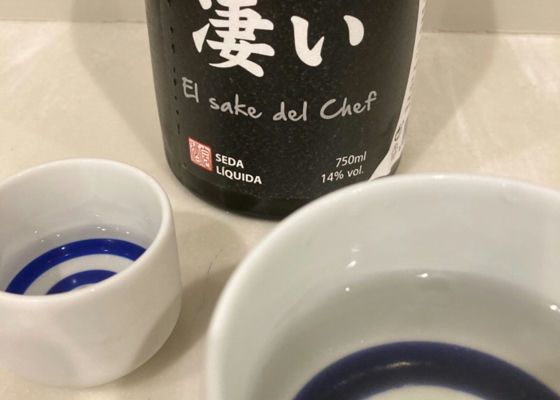 凄い
El sake del Chef
SEDA
LÍQUIDA
750ml
14% vol.